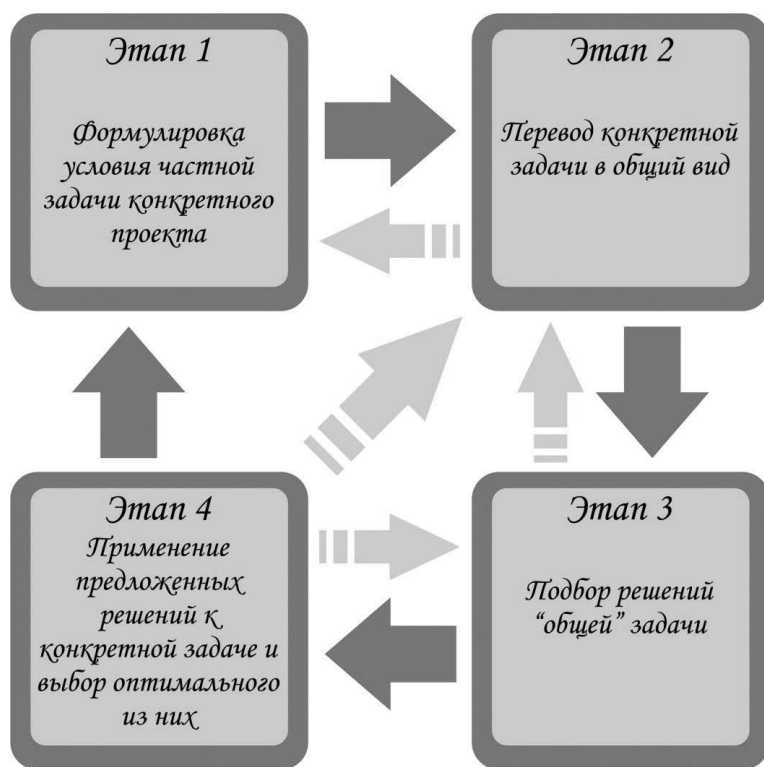 Этап 1
Формулировка
условия частной
задачи конкретного
проекта
Этап 2
Перевод конкретной
задачи в общий вид
Этап 4
Применение
предложенных
решений к
конкретной задаче и
выбор оптимального
из них
Этап 3
Подбор решений
“общей” задачи